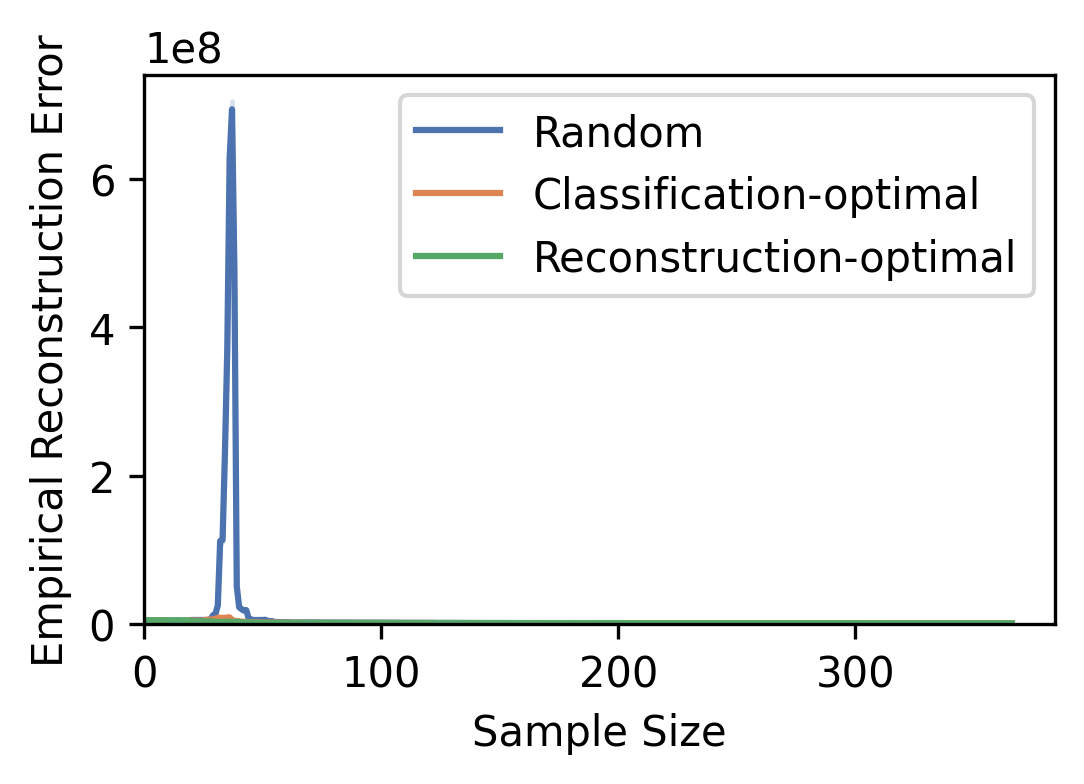 1e8
Empirical Reconstruction Error
6
4
2
0
Random
Classification-optimal
Reconstruction-optimal
0 100 200 300
Sample Size